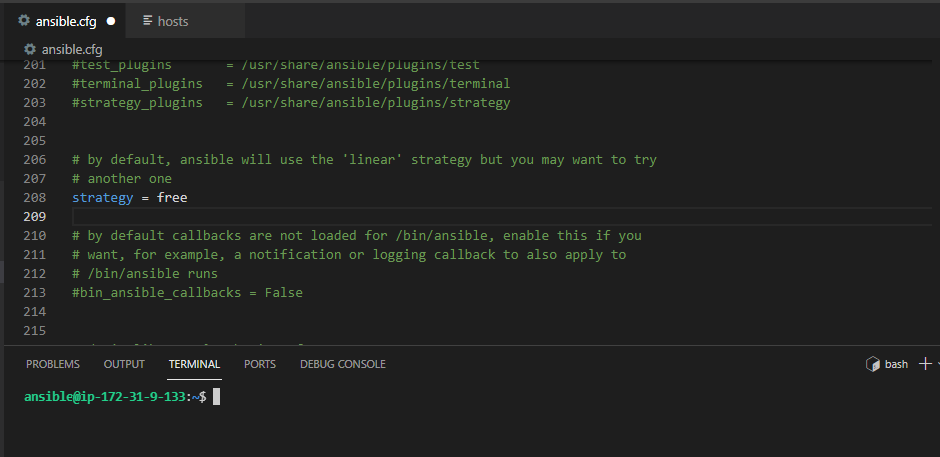 ansible.cfg
hosts
ansible.cfg
201 #test_plugins = /usr/share/ansible/plugins/test
202 #terminal_plugins = /usr/share/ansible/plugins/terminal
203 #strategy_plugins = /usr/share/ansible/plugins/strategy
204
205
206 # by default, ansible will use the 'linear' strategy but you may want to try
207 # another one
208 strategy = free
209
210 # by default callbacks are not loaded for /bin/ansible, enable this if you
211 # want, for example, a notification or logging callback to also apply to
212 # /bin/ansible runs
213 #bin_ansible_callbacks = False
214
215
PROBLEMS OUTPUT TERMINAL PORTS DEBUG CONSOLE bash
ansible@ip-172-31-9-133:~$